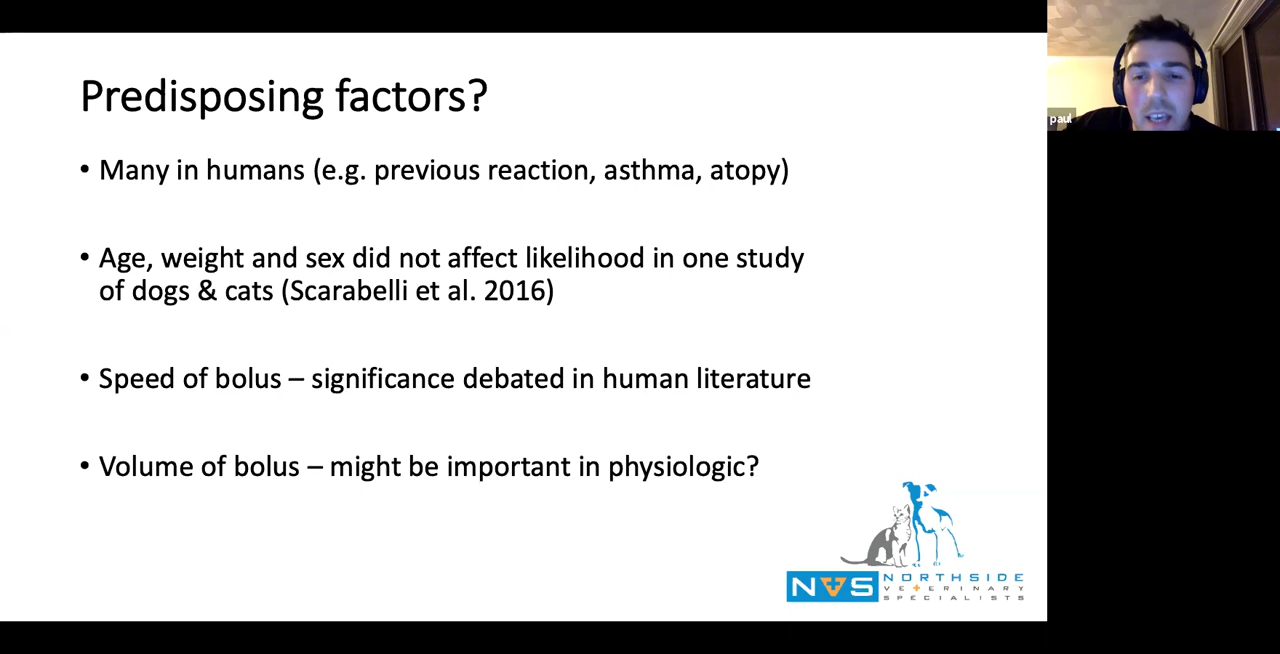 Predisposing factors?
• Many in humans (e.g. previous reaction, asthma, atopy)
• Age, weight and sex did not affect likelihood in one study
of dogs & cats (Scarabelli et al. 2016)
• Speed of bolus – significance debated in human literature
• Volume of bolus – might be important in physiologic?
NVS NORTHSIDE
VETERINARY
SPECIALISTS
paul